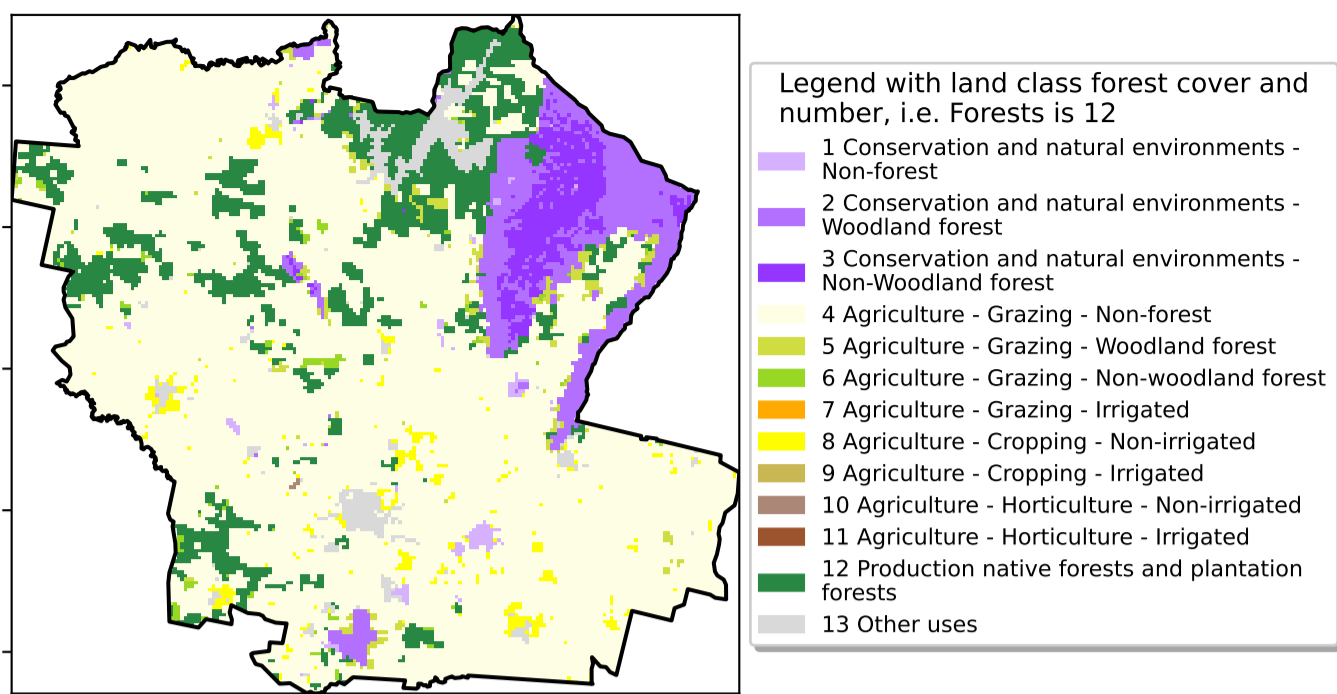 Legend with land class forest cover and
number, i.e. Forests is 12
1 Conservation and natural environments -
Non-forest
2 Conservation and natural environments -
Woodland forest
3 Conservation and natural environments -
Non-Woodland forest
4 Agriculture - Grazing - Non-forest
5 Agriculture - Grazing - Woodland forest
6 Agriculture - Grazing - Non-woodland forest
7 Agriculture - Grazing - Irrigated
8 Agriculture - Cropping - Non-irrigated
9 Agriculture - Cropping - Irrigated
10 Agriculture - Horticulture - Non-irrigated
11 Agriculture - Horticulture - Irrigated
12 Production native forests and plantation
forests
13 Other uses